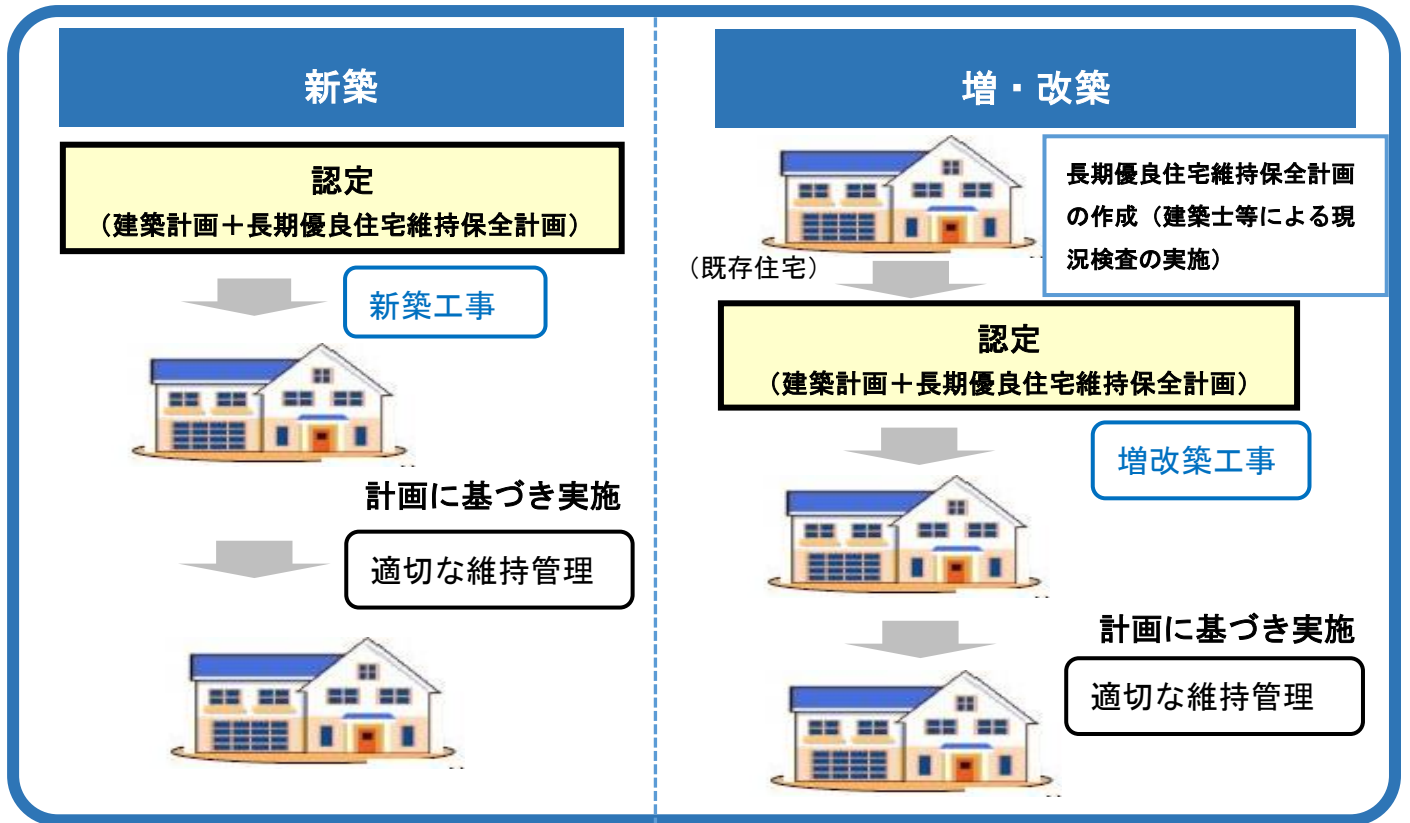 新築
認定
（建築計画＋長期優良住宅維持保全計画）
新築工事
計画に基づき実施
適切な維持管理
増・改築
長期優良住宅維持保全計画
の作成（建築士等による現
況検査の実施）
（既存住宅）
認定
（建築計画＋長期優良住宅維持保全計画）
増改築工事
計画に基づき実施
適切な維持管理